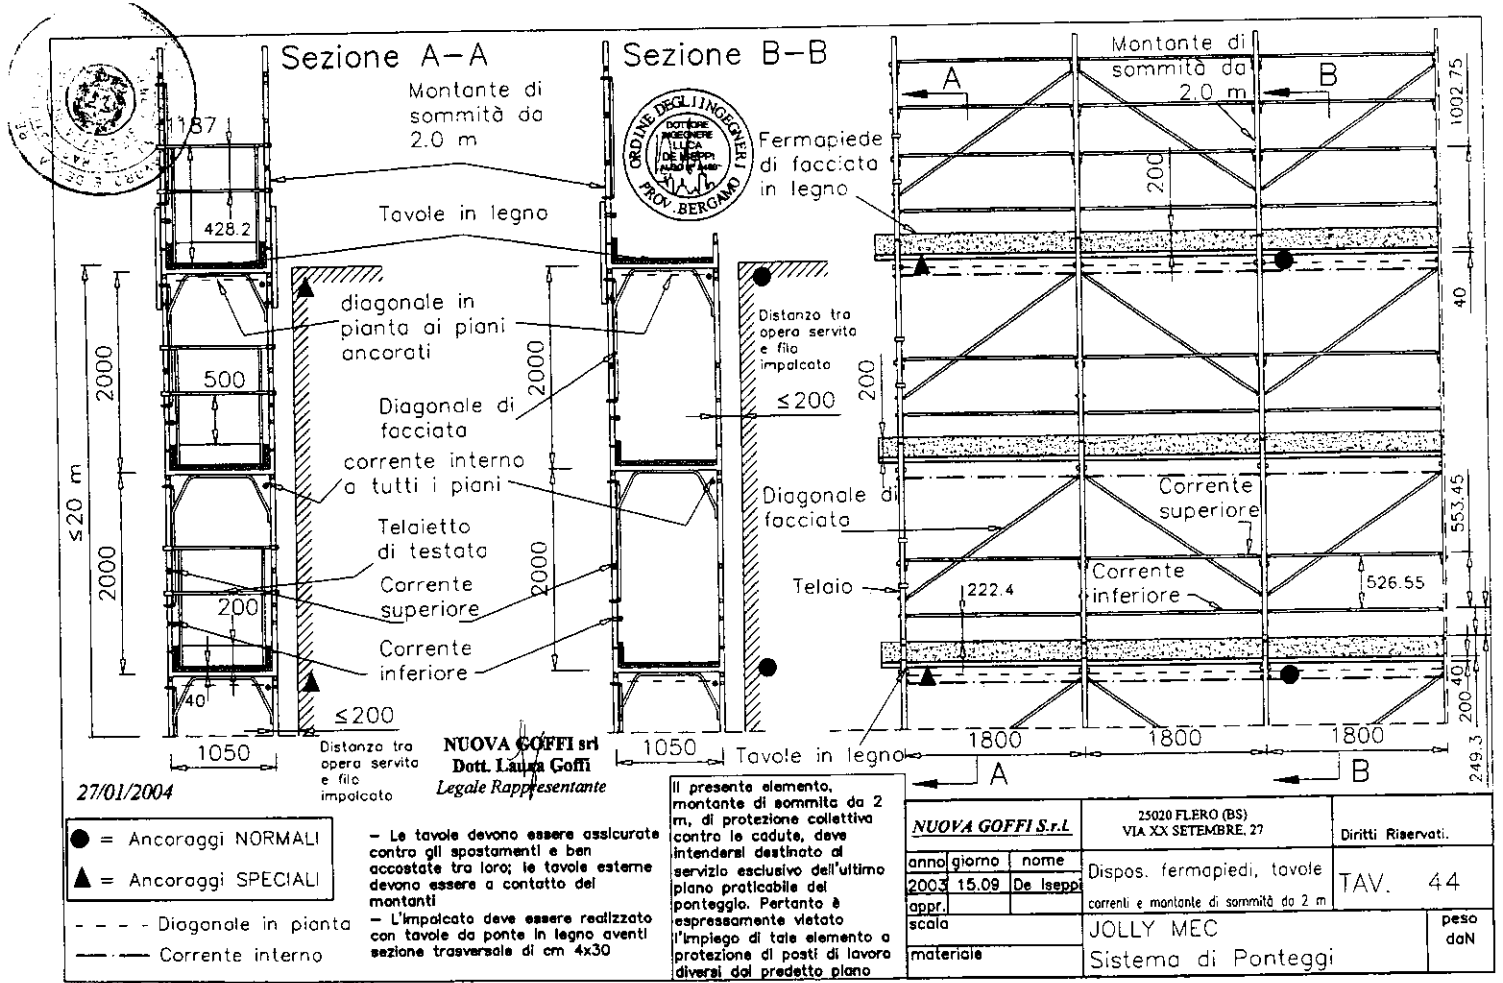 Sezione A-A
Montante di
sommità da
2.0 m
1187
428.2
Tavole in legno
diagonale in
pianta ai piani
ancorati
2000
500
Diagonale di
facciata
corrente interno
a tutti i piani
≤20 m
Telaietto
di testata
2000
Corrente
superiore
200
Corrente
inferiore
40
≤200
1050
Distanza tra
opera servita
e filo
impalcato
Sezione B-B
ORDINE DEGLI INGEGNERI
DOTTORE
INGEGNERE
LUCA
DE ISEPPI
PROV. BERGAMO
2000
2000
Distanza tra
opera servita
e filo
impalcato
≤200
1050
Fermapiede
di facciata
in legno
Montante di
sommità da
2.0 m
A
B
200
1002.75
40
200
Diagonale di
facciata
Corrente
superiore
553.45
Telaio
222.4
Corrente
inferiore
526.55
40
200
249.3
Tavole in legno
1800
1800
1800
A
B
27/01/2004
NUOVA GOFFI srl
Dott. Laura Goffi
Legale Rappresentante
● = Ancoraggi NORMALI
▲ = Ancoraggi SPECIALI
- - - - Diagonale in pianta
—·—·— Corrente interno
- Le tavole devono essere assicurate
contro gli spostamenti e ben
accostate tra loro; le tavole esterne
devono essere a contatto dei
montanti
- L'impalcato deve essere realizzato
con tavole da ponte in legno aventi
sezione trasversale di cm 4x30
Il presente elemento,
montante di sommita da 2
m, di protezione collettiva
contro le cadute, deve
intendersi destinato al
servizio esclusivo dell'ultimo
piano praticabile del
ponteggio. Pertanto è
espressamente vietato
l'impiego di tale elemento a
protezione di posti di lavoro
diversi dal predetto piano
NUOVA GOFFI S.r.l.
25020 FLERO (BS)
VIA XX SETEMBRE, 27
Diritti Riservati.
anno giorno nome
2003 15.09 De Iseppi
appr.
scala
materiale
Dispos. fermapiedi, tavole
correnti e montante di sommità da 2 m
TAV. 44
JOLLY MEC
Sistema di Ponteggi
peso
daN